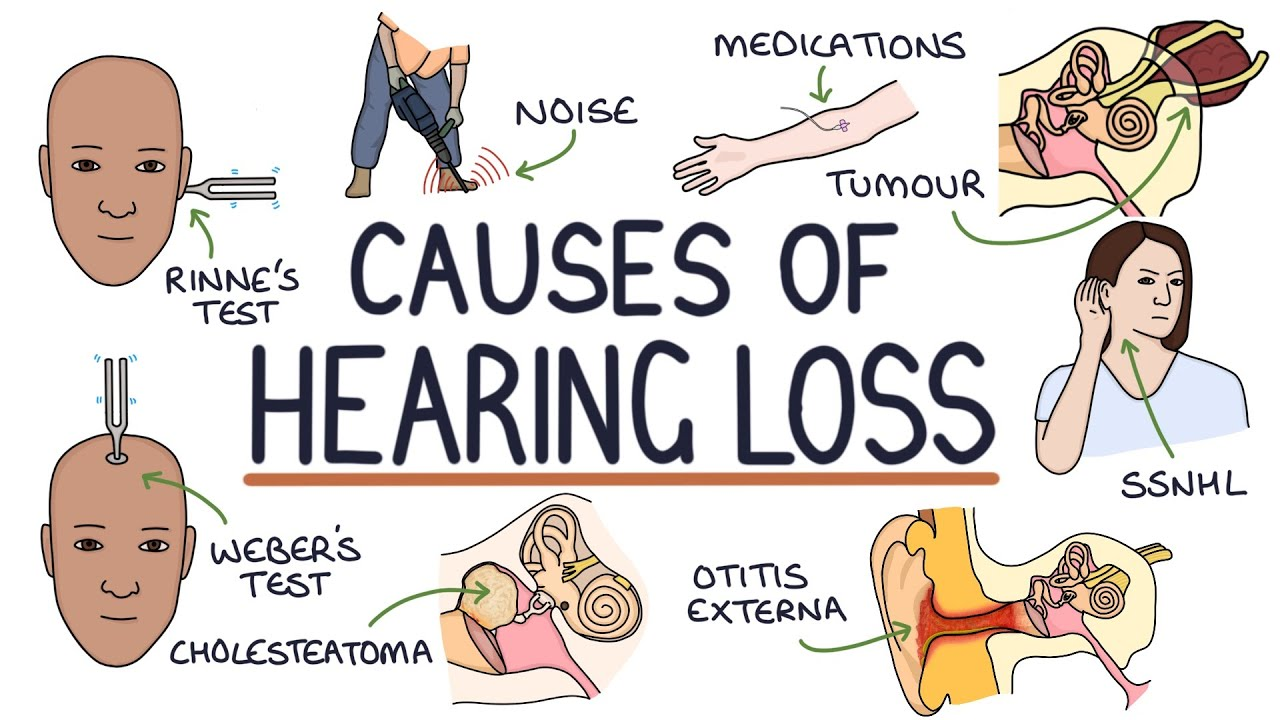 MEDICATIONS
NOISE
TUMOUR
RINNE'S
TEST
CAUSES OF
HEARING LOSS
SSNHL
WEBER'S
TEST
CHOLESTEATOMA
OTITIS
EXTERNA